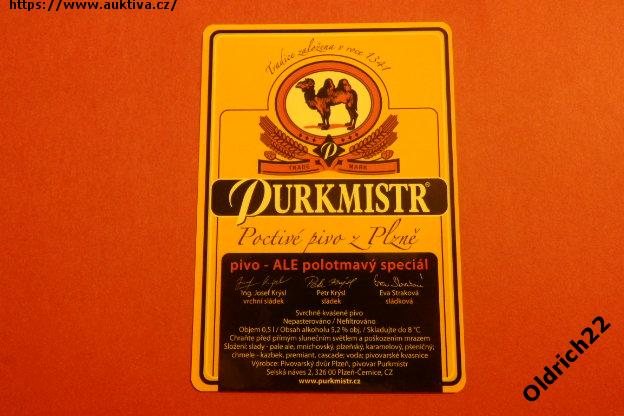 https://www.auktiva.cz/
Tradice založena v roce 1341
P
TRADE MARK
PURKMISTR®
Poctivé pivo z Plzně
pivo - ALE polotmavý speciál
Ing. Josef Krýsl Petr Krýsl Eva Straková
vrchní sládek sládek sládková
Svrchně kvašené pivo
Nepasterováno / Nefiltrováno
Objem 0,5 l / Obsah alkoholu 5,2 % obj. / Skladujte do 8 °C
Chraňte před přímým slunečním světlem a poškozením mrazem
Složení: slady - pale ale, mnichovský, plzeňský, karamelový, pšeničný;
chmele - kazbek, premiant, cascade; voda; pivovarské kvasnice
Výrobce: Pivovarský dvůr Plzeň, pivovar Purkmistr
Selská náves 2, 326 00 Plzeň-Černice, CZ
www.purkmistr.cz
Oldrich22